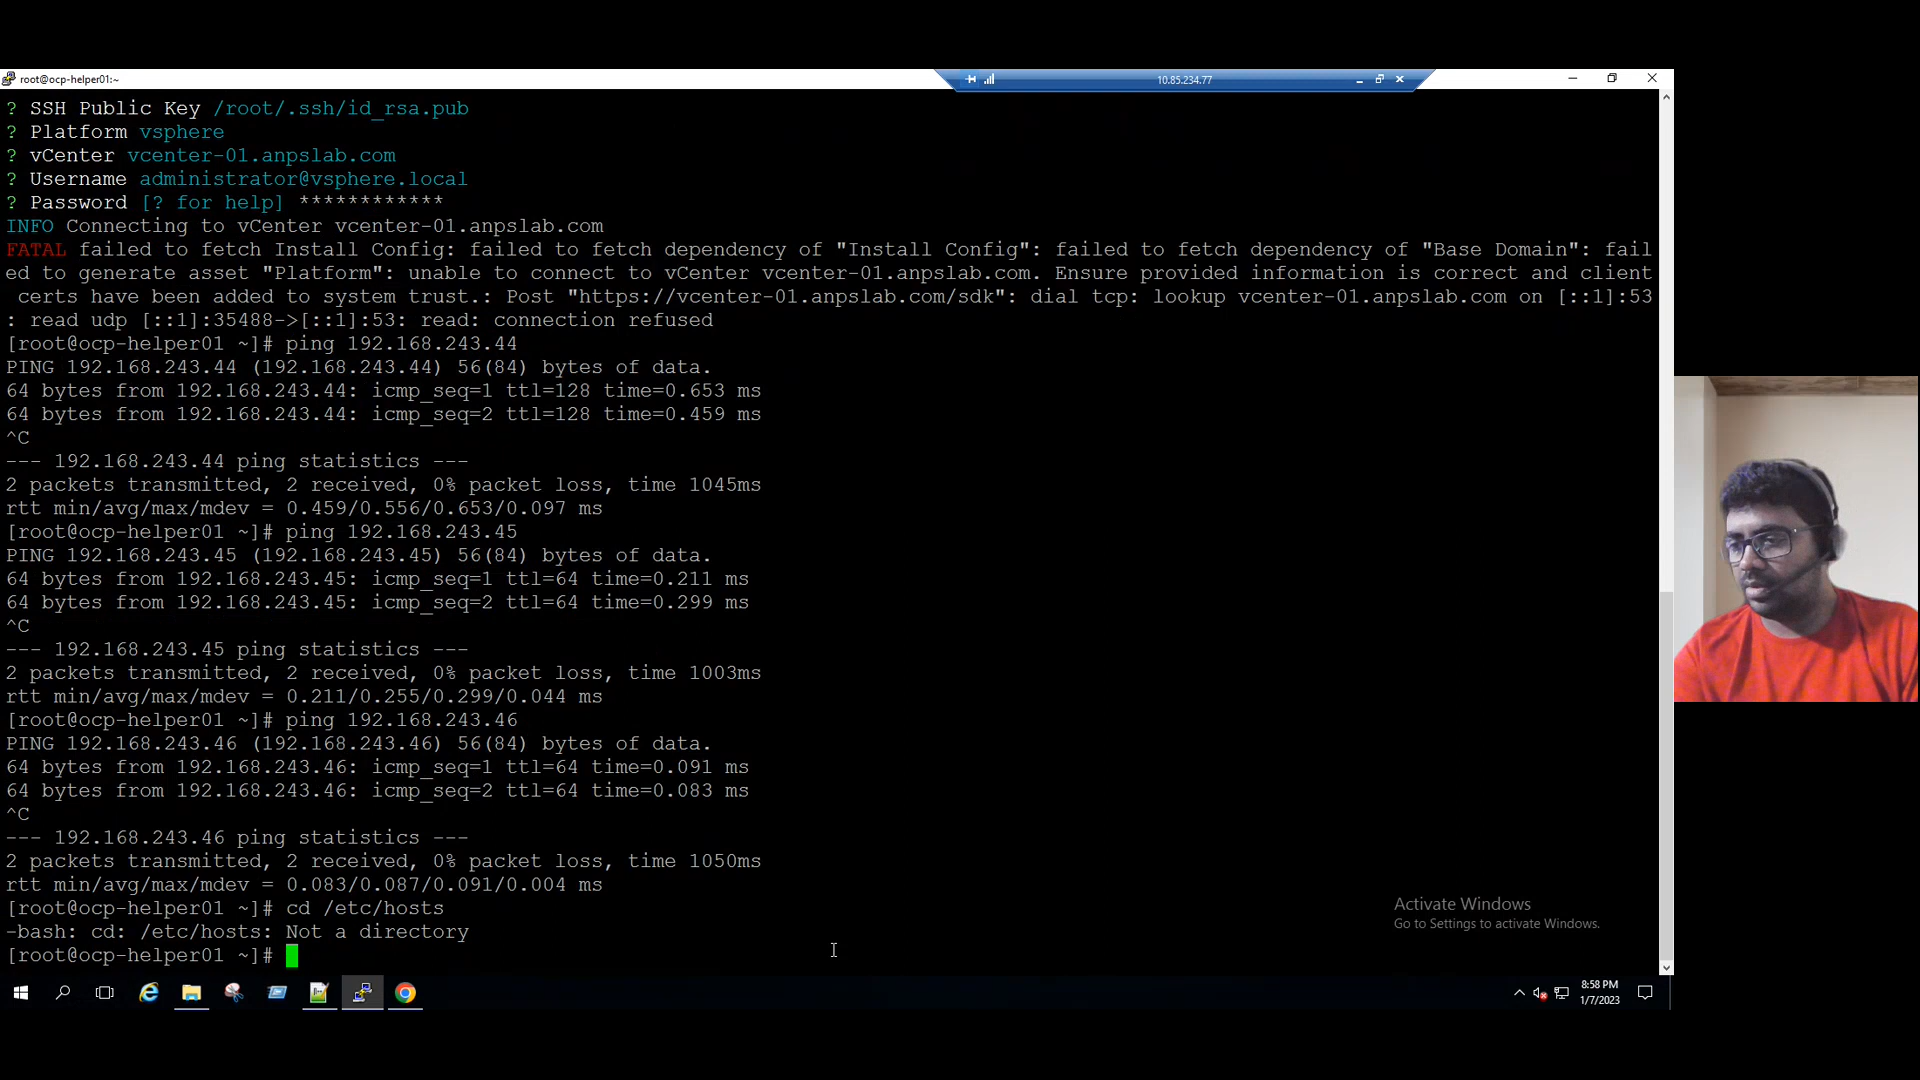 root@ocp-helper01:~
10.85.234.77
? SSH Public Key /root/.ssh/id_rsa.pub
? Platform vsphere
? vCenter vcenter-01.anpslab.com
? Username administrator@vsphere.local
? Password [? for help] ************
INFO Connecting to vCenter vcenter-01.anpslab.com
FATAL failed to fetch Install Config: failed to fetch dependency of "Install Config": failed to fetch dependency of "Base Domain": fail
ed to generate asset "Platform": unable to connect to vCenter vcenter-01.anpslab.com. Ensure provided information is correct and client
 certs have been added to system trust.: Post "https://vcenter-01.anpslab.com/sdk": dial tcp: lookup vcenter-01.anpslab.com on [::1]:53
: read udp [::1]:35488->[::1]:53: read: connection refused
[root@ocp-helper01 ~]# ping 192.168.243.44
PING 192.168.243.44 (192.168.243.44) 56(84) bytes of data.
64 bytes from 192.168.243.44: icmp_seq=1 ttl=128 time=0.653 ms
64 bytes from 192.168.243.44: icmp_seq=2 ttl=128 time=0.459 ms
^C
--- 192.168.243.44 ping statistics ---
2 packets transmitted, 2 received, 0% packet loss, time 1045ms
rtt min/avg/max/mdev = 0.459/0.556/0.653/0.097 ms
[root@ocp-helper01 ~]# ping 192.168.243.45
PING 192.168.243.45 (192.168.243.45) 56(84) bytes of data.
64 bytes from 192.168.243.45: icmp_seq=1 ttl=64 time=0.211 ms
64 bytes from 192.168.243.45: icmp_seq=2 ttl=64 time=0.299 ms
^C
--- 192.168.243.45 ping statistics ---
2 packets transmitted, 2 received, 0% packet loss, time 1003ms
rtt min/avg/max/mdev = 0.211/0.255/0.299/0.044 ms
[root@ocp-helper01 ~]# ping 192.168.243.46
PING 192.168.243.46 (192.168.243.46) 56(84) bytes of data.
64 bytes from 192.168.243.46: icmp_seq=1 ttl=64 time=0.091 ms
64 bytes from 192.168.243.46: icmp_seq=2 ttl=64 time=0.083 ms
^C
--- 192.168.243.46 ping statistics ---
2 packets transmitted, 2 received, 0% packet loss, time 1050ms
rtt min/avg/max/mdev = 0.083/0.087/0.091/0.004 ms
[root@ocp-helper01 ~]# cd /etc/hosts
-bash: cd: /etc/hosts: Not a directory
[root@ocp-helper01 ~]#
Activate Windows
Go to Settings to activate Windows.
8:58 PM
1/7/2023